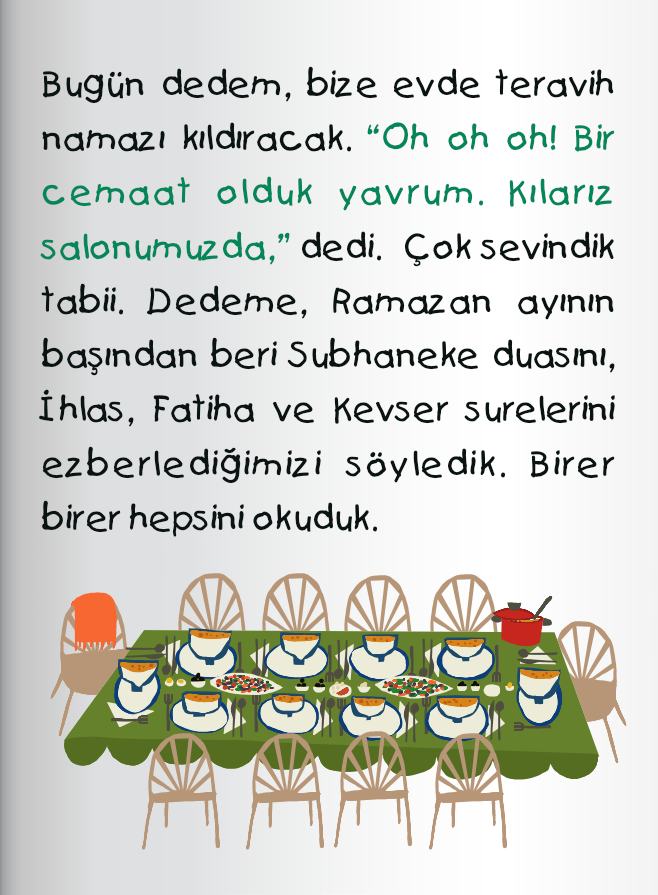 Bugün dedem, bize evde teravih
namazı kıldıracak. “Oh oh oh! Bir
cemaat olduk yavrum. Kılarız
salonumuzda,” dedi. Çok sevindik
tabii. Dedeme, Ramazan ayının
başından beri Subhaneke duasını,
İhlas, Fatiha ve Kevser surelerini
ezberlediğimizi söyledik. Birer
birer hepsini okuduk.